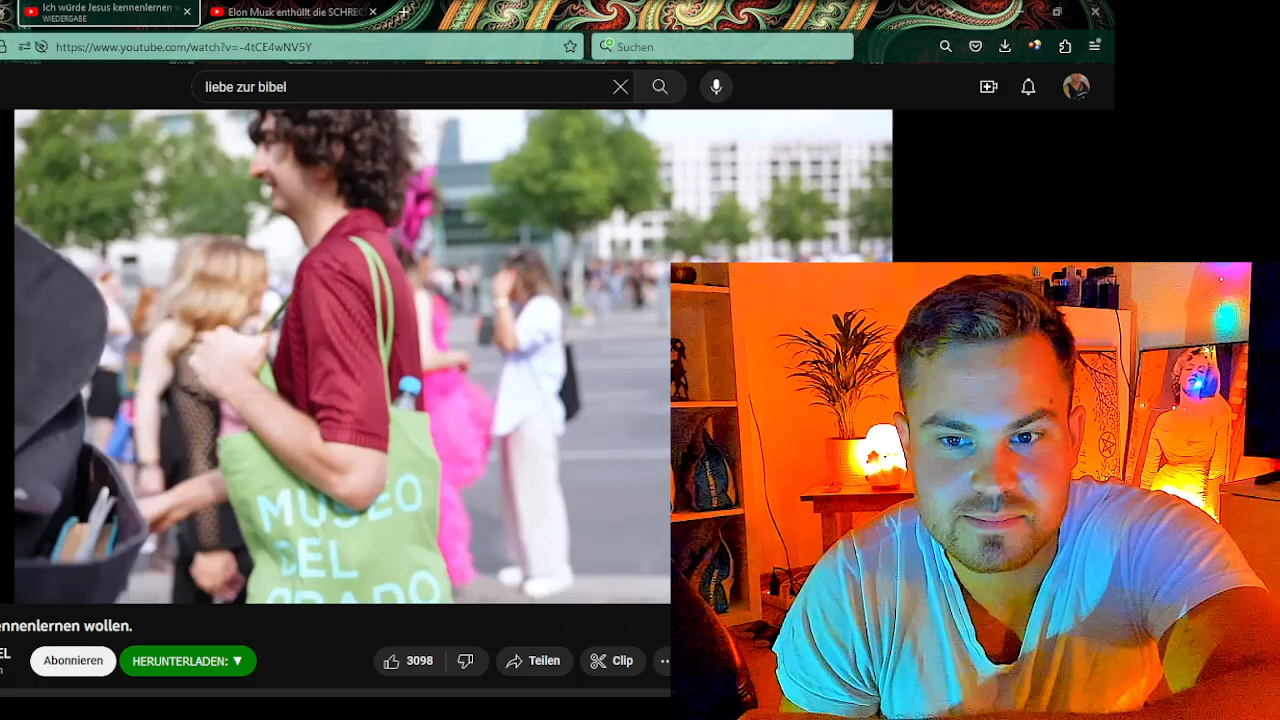 Ich würde Jesus kennenlernen w
WIEDERGABE
Elon Musk enthüllt die SCHREC
https://www.youtube.com/watch?v=-4tCE4wNV5Y
Suchen
liebe zur bibel
MUSEO
DEL
PRADO
ennenlernen wollen.
EL
Abonnieren
HERUNTERLADEN: ▼
3098
Teilen
Clip